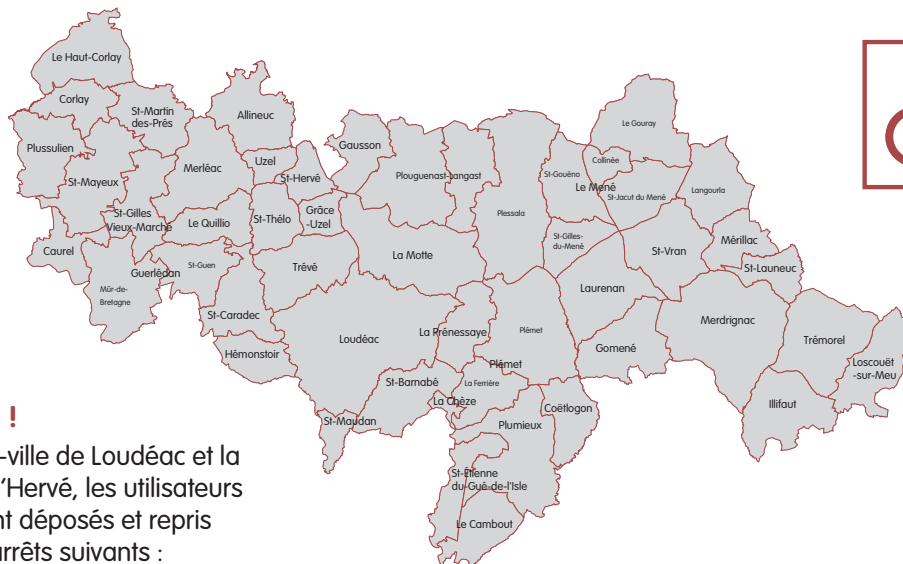 Le Haut-Corlay
Corlay
St-Martin
des-Prés
Allineuc
Plussulien
St-Mayeux
Merléac
Uzel
St-Hervé
Gausson
Plouguenast-Langast
Le Gouray
Collinée
St-Gouëno
Le Mené
St-Jacut du Mené
Langourla
Plessala
St-Gilles
Vieux-Marché
Le Quillio
St-Thélo
Grâce
-Uzel
St-Gilles-
du-Mené
St-Vran
Mérillac
St-Launeuc
Caurel
Guerlédan
St-Guen
Trévé
La Motte
Laurenan
Mûr-de-
Bretagne
St-Caradec
Loudéac
La Prénessaye
Plémet
Merdrignac
Trémorel
Hémonstoir
Gomené
Loscouët
-sur-Meu
St-Barnabé
La Ferrière
Plémet
La Chèze
Coëtlogon
Illifaut
St-Maudan
Plumieux
St-Étienne
du-Gué-de-l'Isle
Le Cambout
!
-ville de Loudéac et la
'Hervé, les utilisateurs
nt déposés et repris
arrêts suivants :